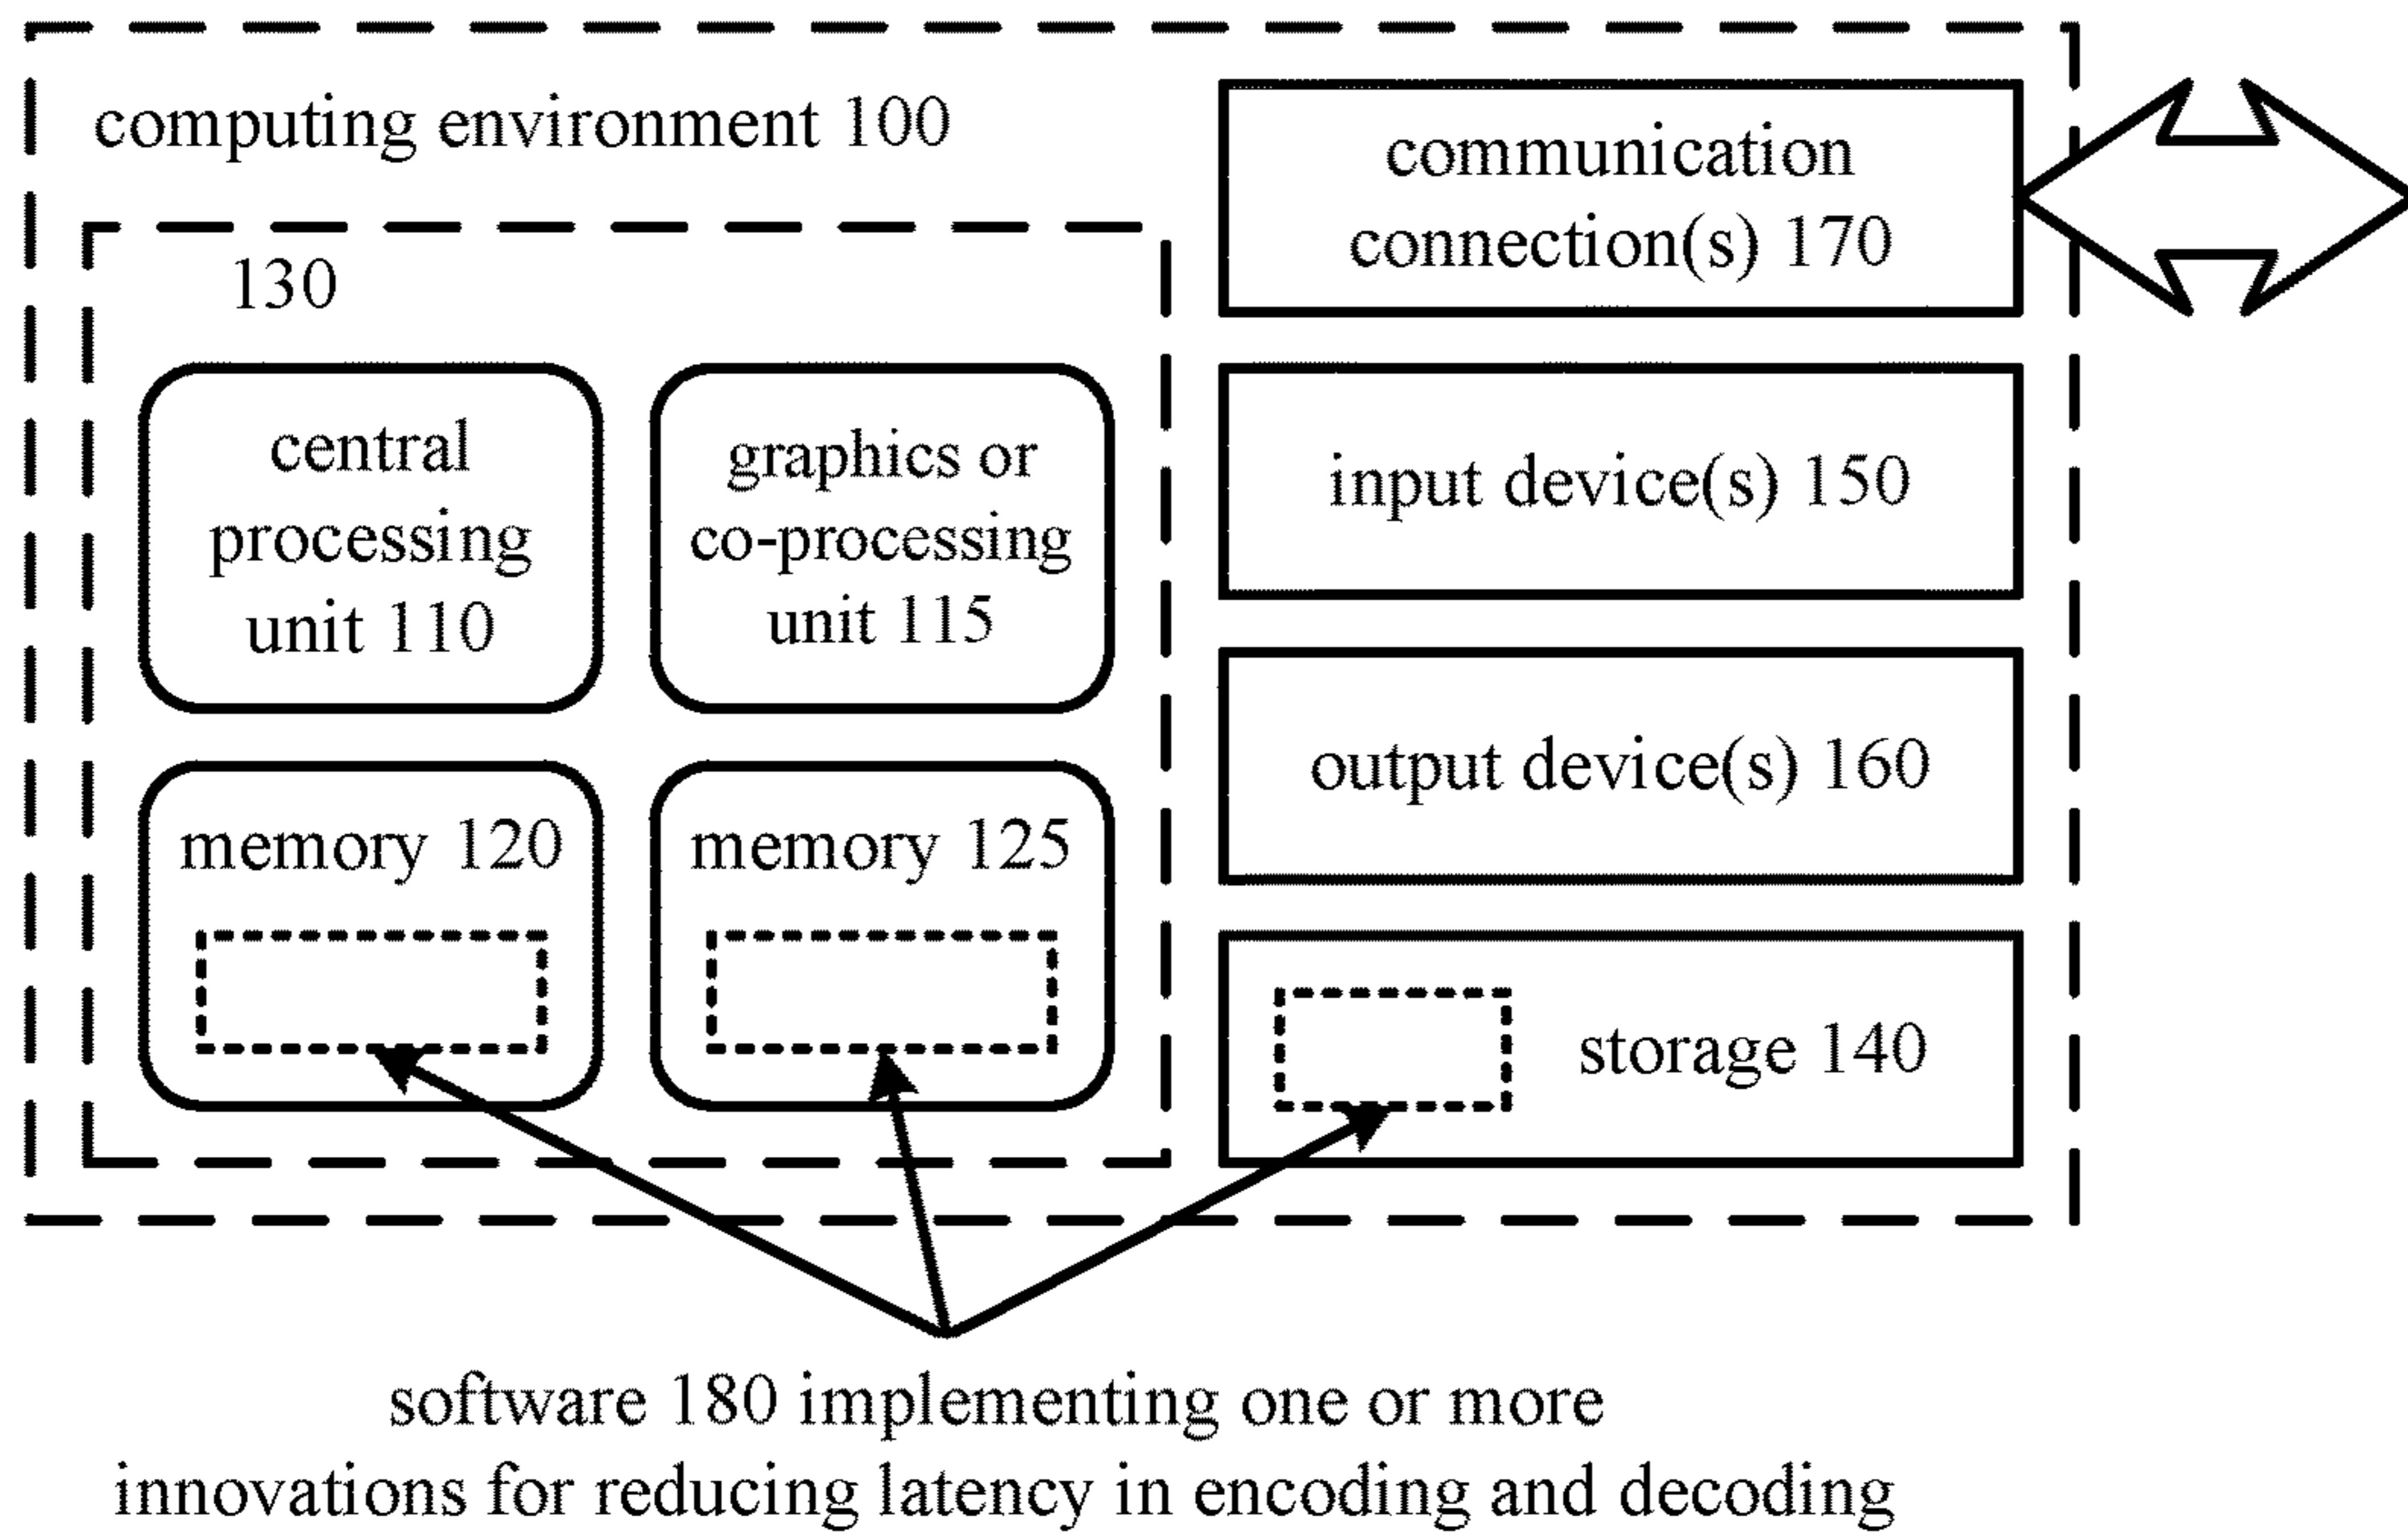 computing environment 100
130
central
processing
unit 110
graphics or
co-processing
unit 115
memory 120
memory 125
communication
connection(s) 170
input device(s) 150
output device(s) 160
storage 140
software 180 implementing one or more
innovations for reducing latency in encoding and decoding